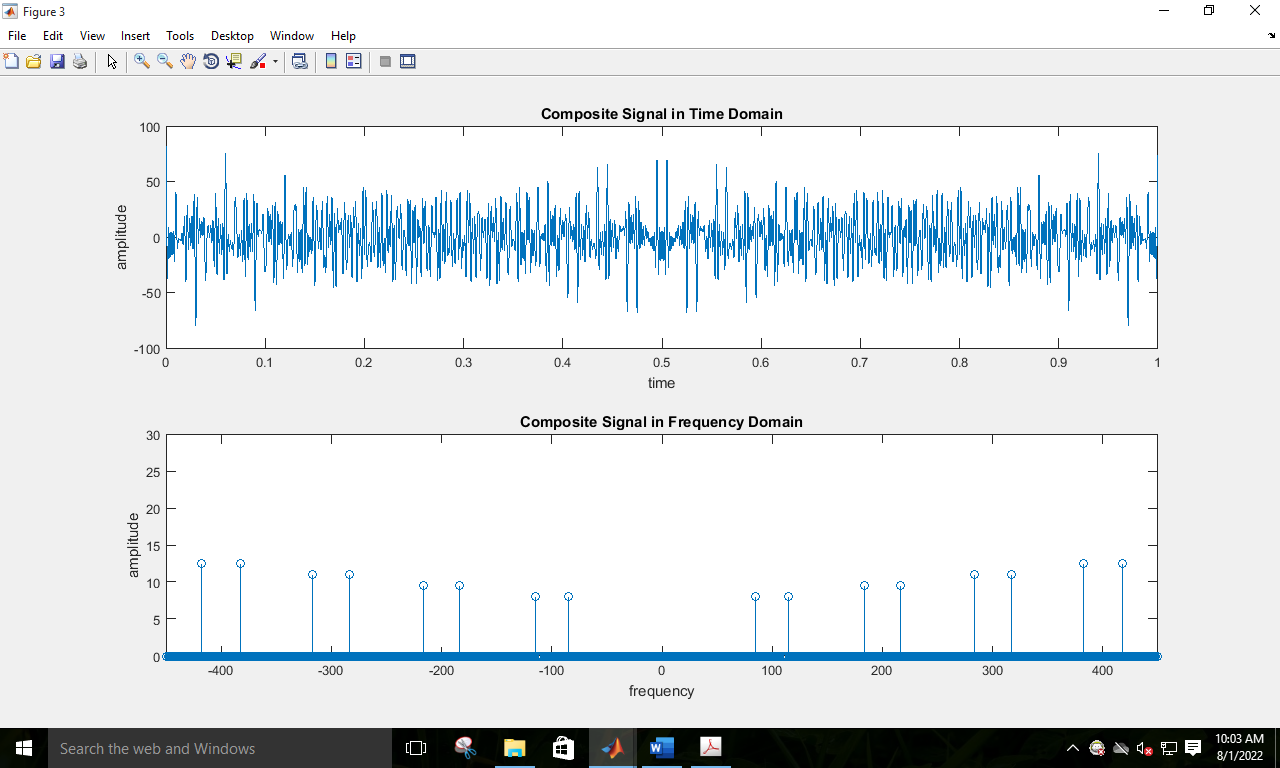 Figure 3
File Edit View Insert Tools Desktop Window Help
Composite Signal in Time Domain
100
50
0
-50
-100
amplitude
0 0.1 0.2 0.3 0.4 0.5 0.6 0.7 0.8 0.9 1
time
Composite Signal in Frequency Domain
30
25
20
15
10
5
0
amplitude
-400 -300 -200 -100 0 100 200 300 400
frequency
Search the web and Windows
10:03 AM
8/1/2022